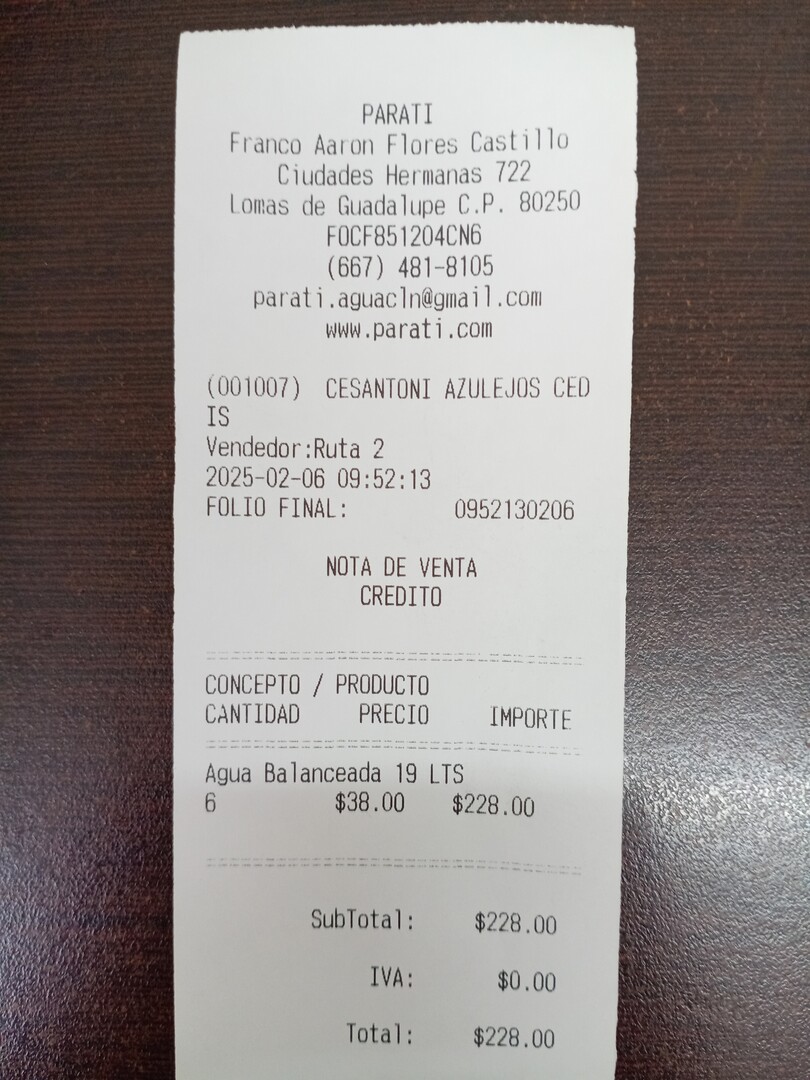 PARATI
Franco Aaron Flores Castillo
Ciudades Hermanas 722
Lomas de Guadalupe C.P. 80250
FOCF851204CN6
(667) 481-8105
parati.aguacln@gmail.com
www.parati.com
(001007) CESANTONI AZULEJOS CED
IS
Vendedor:Ruta 2
2025-02-06 09:52:13
FOLIO FINAL: 0952130206
NOTA DE VENTA
CREDITO
CONCEPTO / PRODUCTO
CANTIDAD PRECIO IMPORTE
Agua Balanceada 19 LTS
6 $38.00 $228.00
SubTotal: $228.00
IVA: $0.00
Total: $228.00